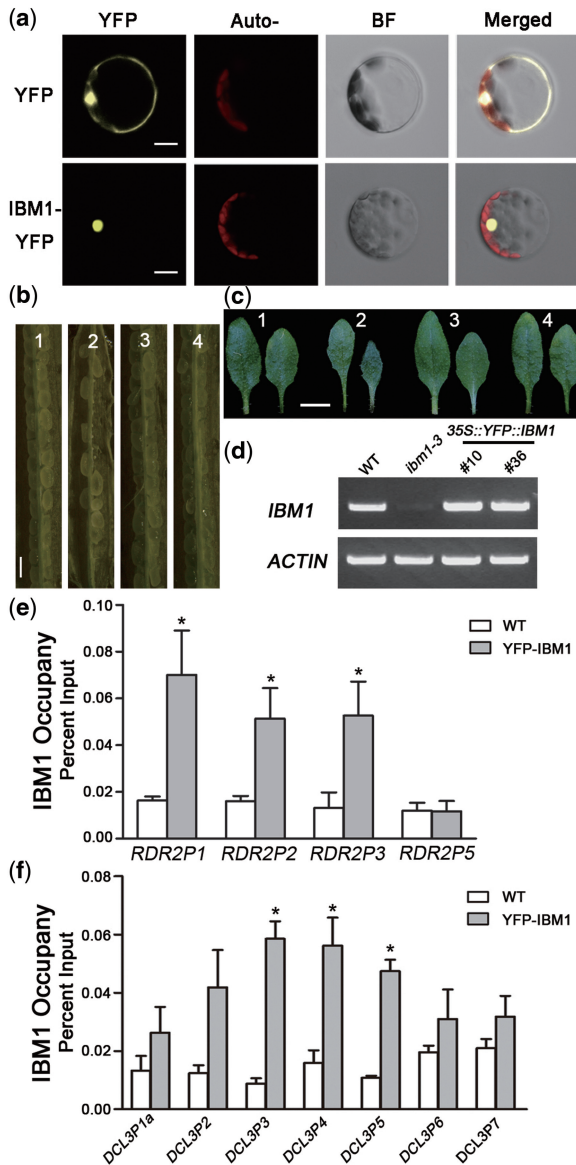 (a)
YFP Auto- BF Merged
YFP
IBM1-
YFP
(b)
1 2 3 4
(c)
1 2 3 4
(d)
35S::YFP::IBM1
WT ibm1-3 #10 #36
IBM1
ACTIN
(e)
IBM1 Occupany
Percent Input
0.10
0.08
0.06
0.04
0.02
0.00
* * *
WT
YFP-IBM1
RDR2P1 RDR2P2 RDR2P3 RDR2P5
(f)
IBM1 Occupany
Percent Input
0.08
0.06
0.04
0.02
0.00
* * *
WT
YFP-IBM1
DCL3P1a DCL3P2 DCL3P3 DCL3P4 DCL3P5 DCL3P6 DCL3P7